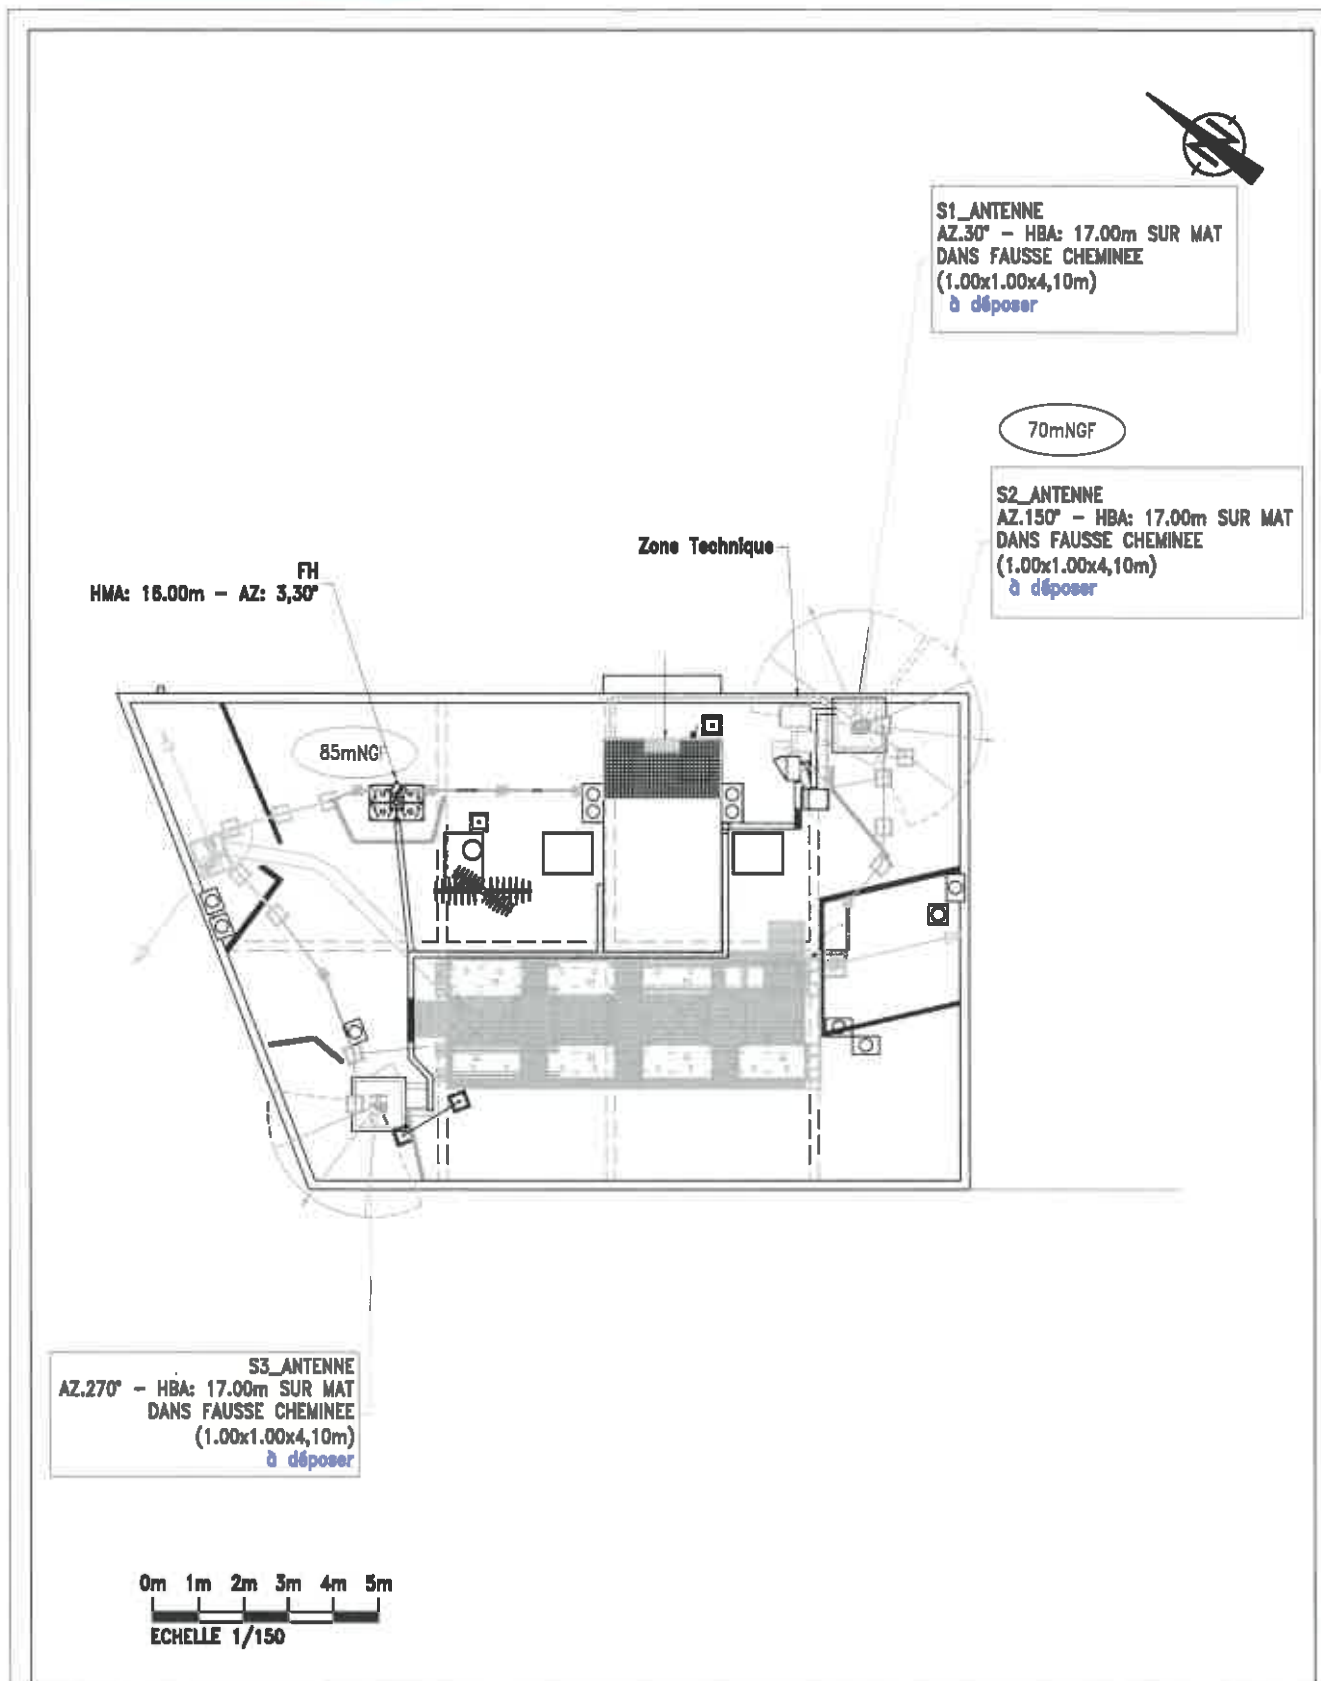 S1_ANTENNE
AZ.30° - HBA: 17.00m SUR MAT
DANS FAUSSE CHEMINEE
(1.00x1.00x4,10m)
à déposer
70mNGF
S2_ANTENNE
AZ.150° - HBA: 17.00m SUR MAT
DANS FAUSSE CHEMINEE
(1.00x1.00x4,10m)
à déposer
Zone Technique
FH
HMA: 16.00m - AZ: 3,30°
85mNGF
S3_ANTENNE
AZ.270° - HBA: 17.00m SUR MAT
DANS FAUSSE CHEMINEE
(1.00x1.00x4,10m)
à déposer
0m 1m 2m 3m 4m 5m
ECHELLE 1/150